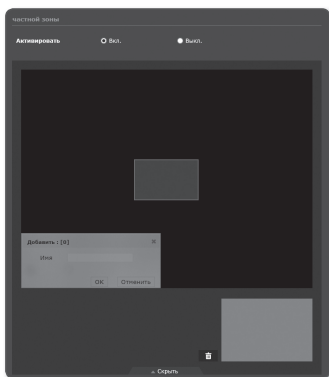 частной зоны
Активировать Вкл. Выкл.
Добавить : [0]
Имя
OK Отменить
Скрыть